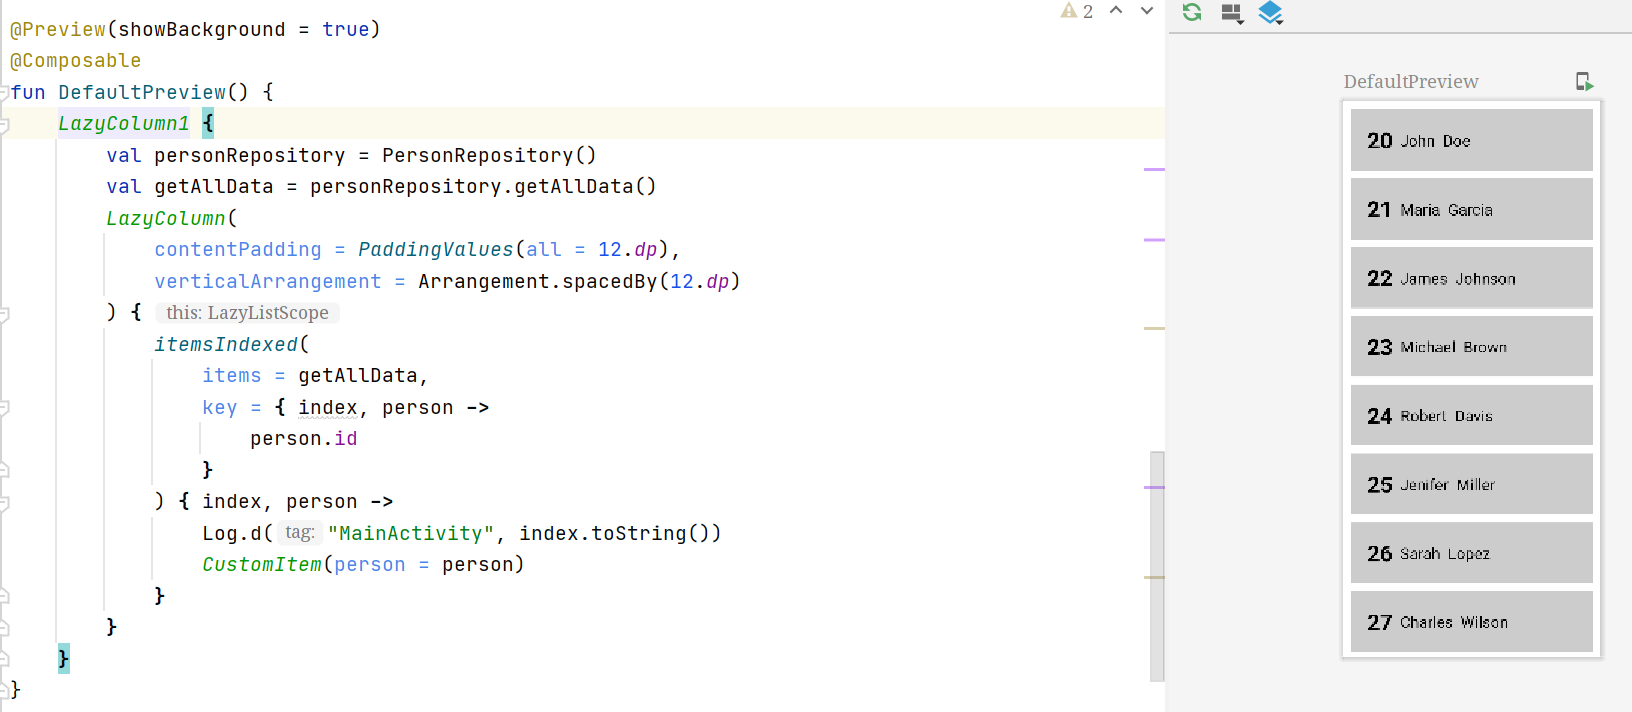 @Preview(showBackground = true)
@Composable
fun DefaultPreview() {
    LazyColumn1 {
        val personRepository = PersonRepository()
        val getAllData = personRepository.getAllData()
        LazyColumn(
            contentPadding = PaddingValues(all = 12.dp),
            verticalArrangement = Arrangement.spacedBy(12.dp)
        ) { this: LazyListScope
            itemsIndexed(
                items = getAllData,
                key = { index, person ->
                    person.id
                }
            ) { index, person ->
                Log.d( tag: "MainActivity", index.toString())
                CustomItem(person = person)
            }
        }
    }
}
2
DefaultPreview
20 John Doe
21 Maria Garcia
22 James Johnson
23 Michael Brown
24 Robert Davis
25 Jenifer Miller
26 Sarah Lopez
27 Charles Wilson